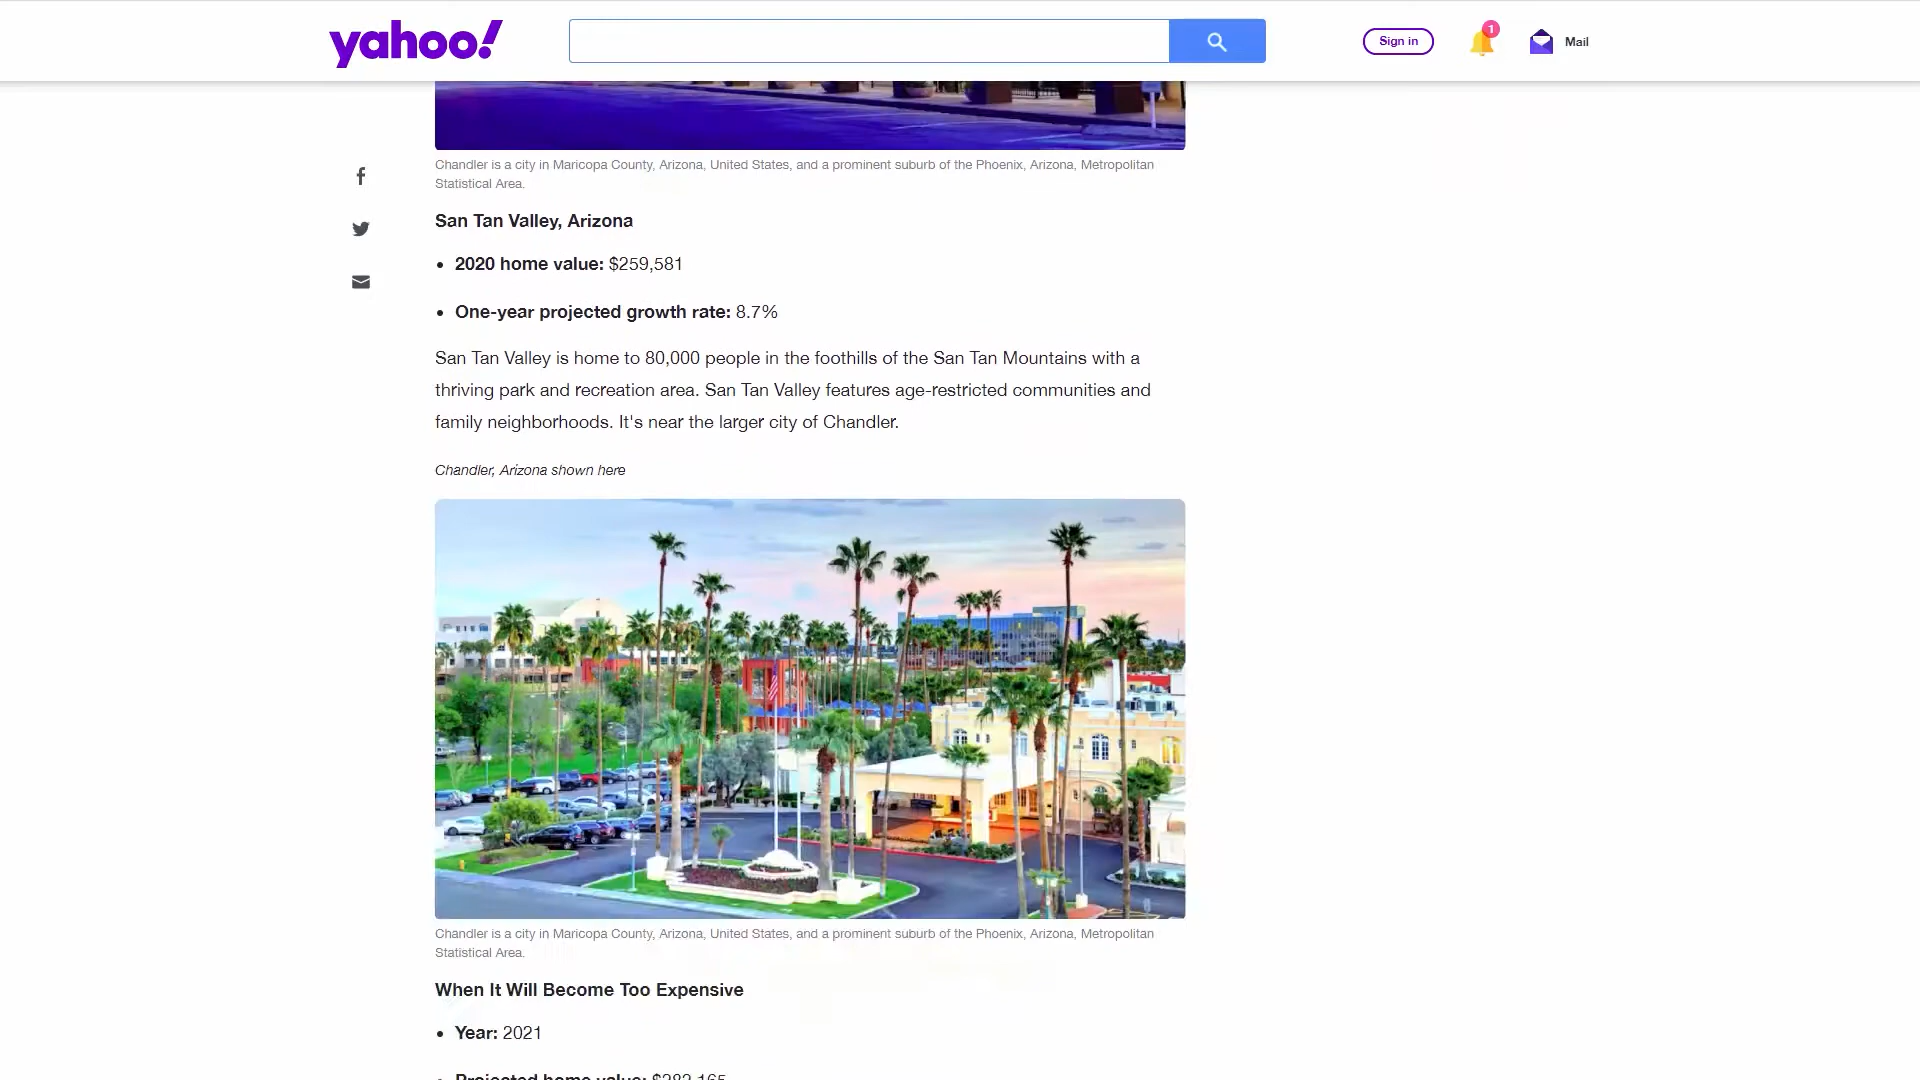 yahoo!
Sign in
1
Mail
Chandler is a city in Maricopa County, Arizona, United States, and a prominent suburb of the Phoenix, Arizona, Metropolitan
Statistical Area.
San Tan Valley, Arizona
• 2020 home value: $259,581
• One-year projected growth rate: 8.7%
San Tan Valley is home to 80,000 people in the foothills of the San Tan Mountains with a
thriving park and recreation area. San Tan Valley features age-restricted communities and
family neighborhoods. It's near the larger city of Chandler.
Chandler, Arizona shown here
Chandler is a city in Maricopa County, Arizona, United States, and a prominent suburb of the Phoenix, Arizona, Metropolitan
Statistical Area.
When It Will Become Too Expensive
• Year: 2021
• Projected home value: $282,165